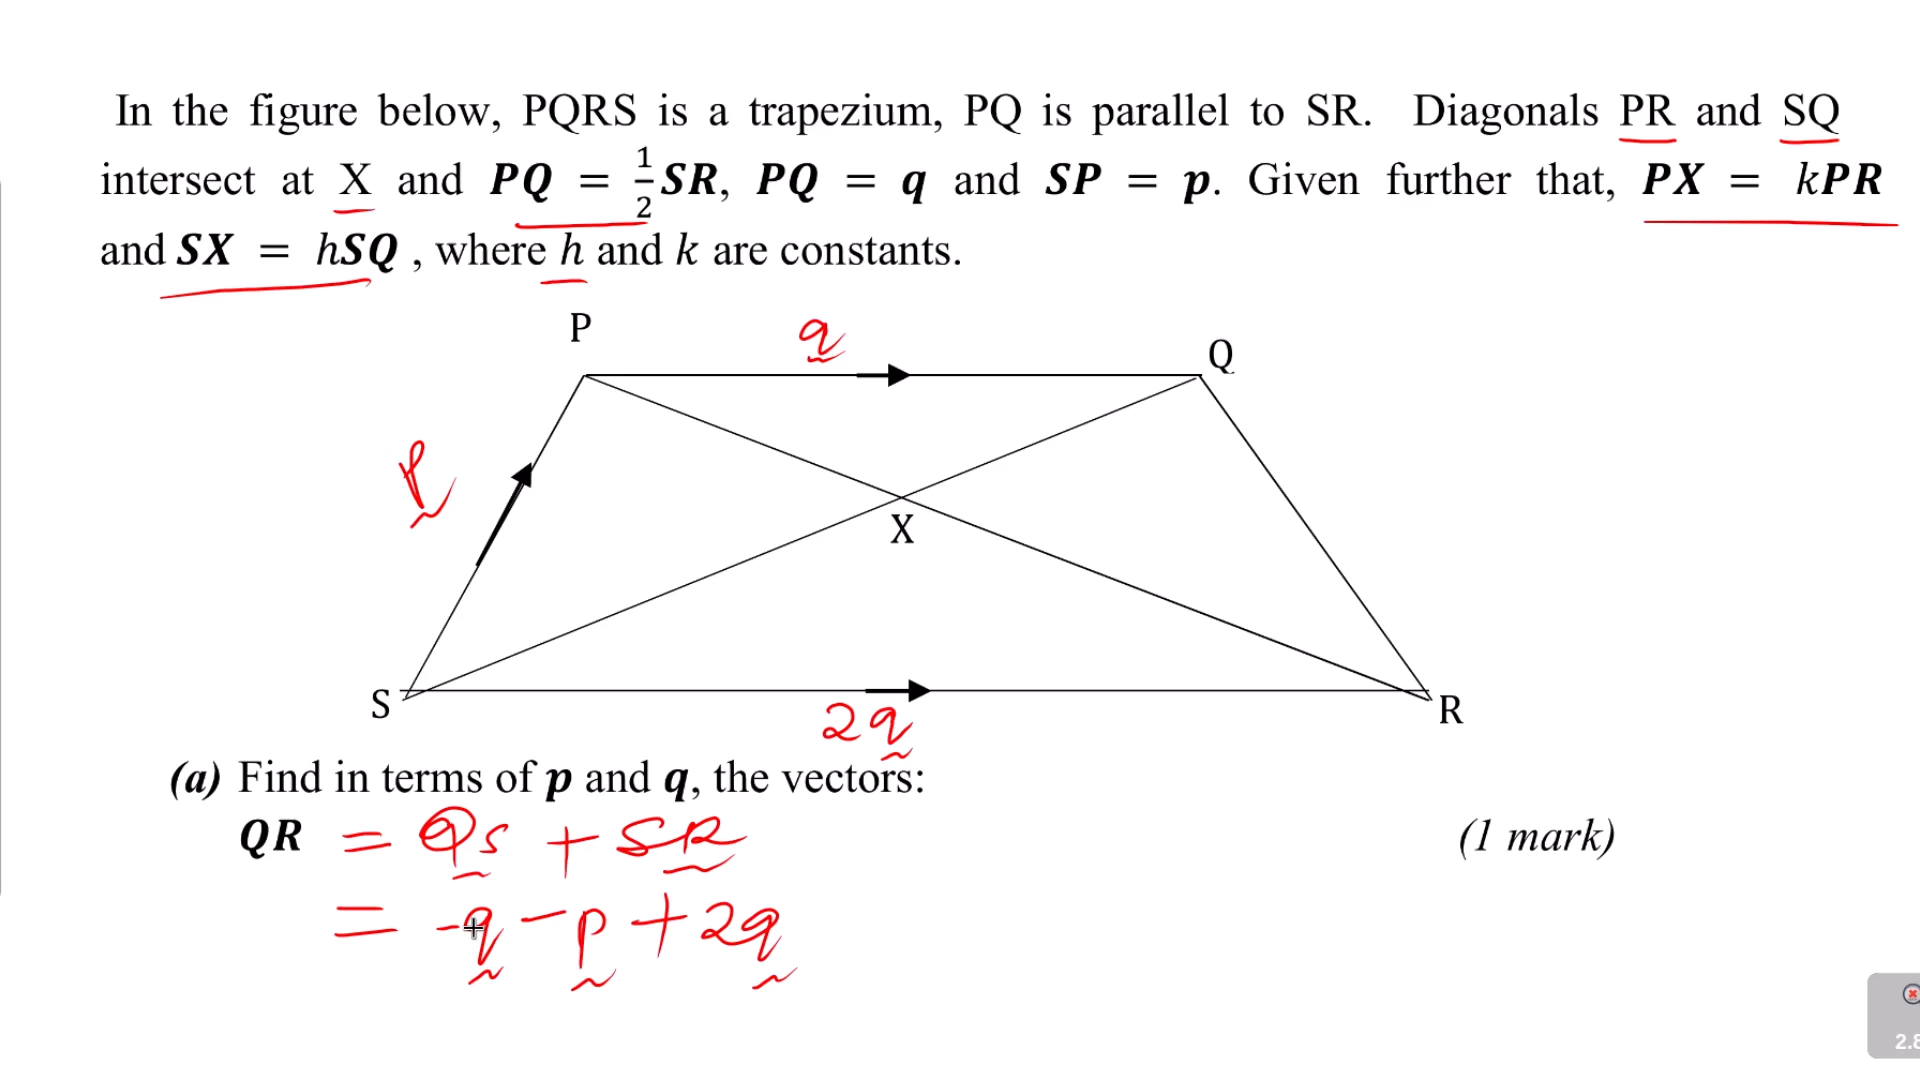 In the figure below, PQRS is a trapezium, PQ is parallel to SR. Diagonals PR and SQ
intersect at X and PQ = 1/2 SR, PQ = q and SP = p. Given further that, PX = kPR
and SX = hSQ , where h and k are constants.
P
q
Q
p
X
S
R
2q
(a) Find in terms of p and q, the vectors:
QR = QS + SR (1 mark)
= -q - p + 2q